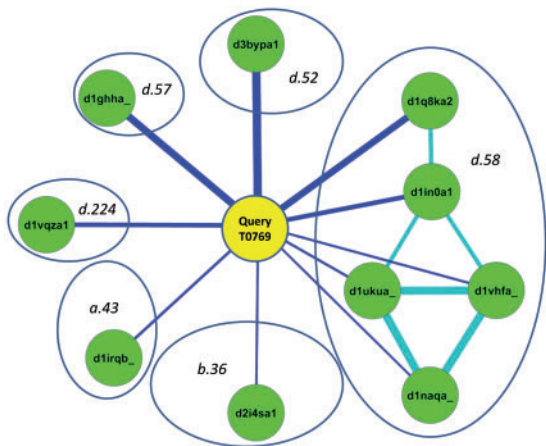 d3bypa1
d.52
d1ghha_
d.57
d1q8ka2
d.58
d1in0a1
d1vqza1
d.224
Query
T0769
d1ukua_
d1vhfa_
a.43
d1irqb_
b.36
d2i4sa1
d1naqa_